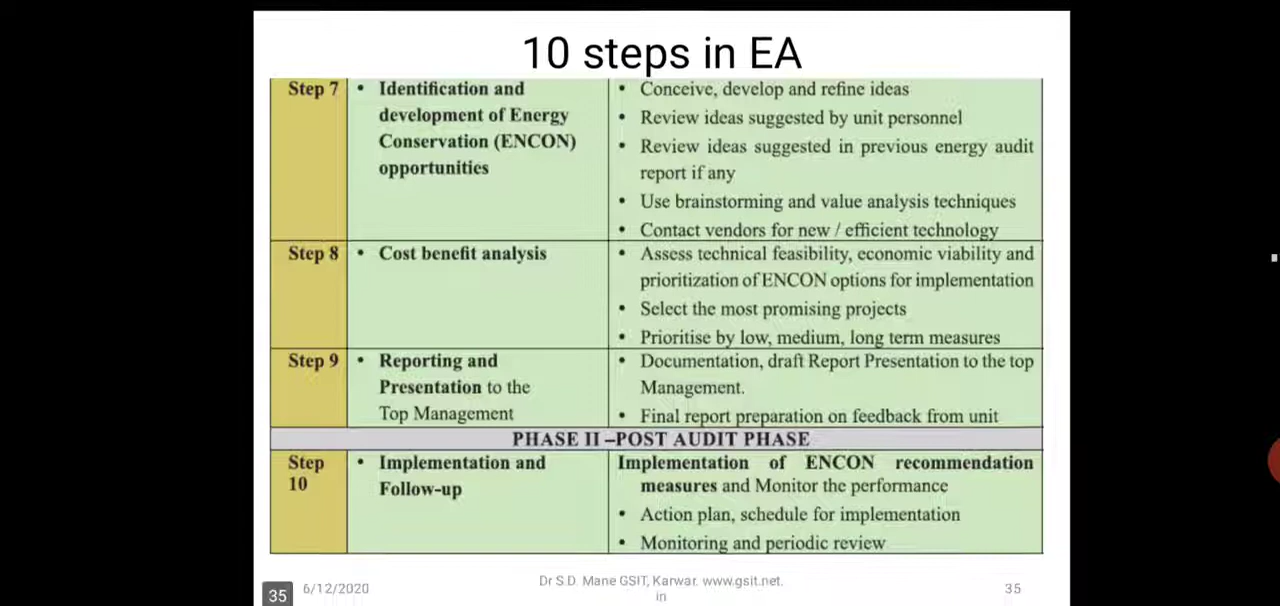 10 steps in EA
Step 7
• Identification and
development of Energy
Conservation (ENCON)
opportunities
• Conceive, develop and refine ideas
• Review ideas suggested by unit personnel
• Review ideas suggested in previous energy audit
report if any
• Use brainstorming and value analysis techniques
• Contact vendors for new / efficient technology
Step 8
• Cost benefit analysis
• Assess technical feasibility, economic viability and
prioritization of ENCON options for implementation
• Select the most promising projects
• Prioritise by low, medium, long term measures
Step 9
• Reporting and
Presentation to the
Top Management
• Documentation, draft Report Presentation to the top
Management.
• Final report preparation on feedback from unit
PHASE II –POST AUDIT PHASE
Step
10
• Implementation and
Follow-up
Implementation of ENCON recommendation
measures and Monitor the performance
• Action plan, schedule for implementation
• Monitoring and periodic review
35
6/12/2020
Dr S.D. Mane GSIT, Karwar. www.gsit.net.
in
35